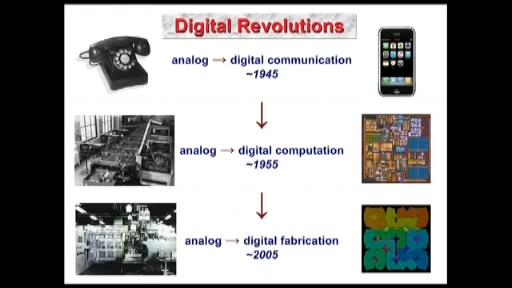 Digital Revolutions
analog → digital communication
~1945
analog → digital computation
~1955
analog → digital fabrication
~2005